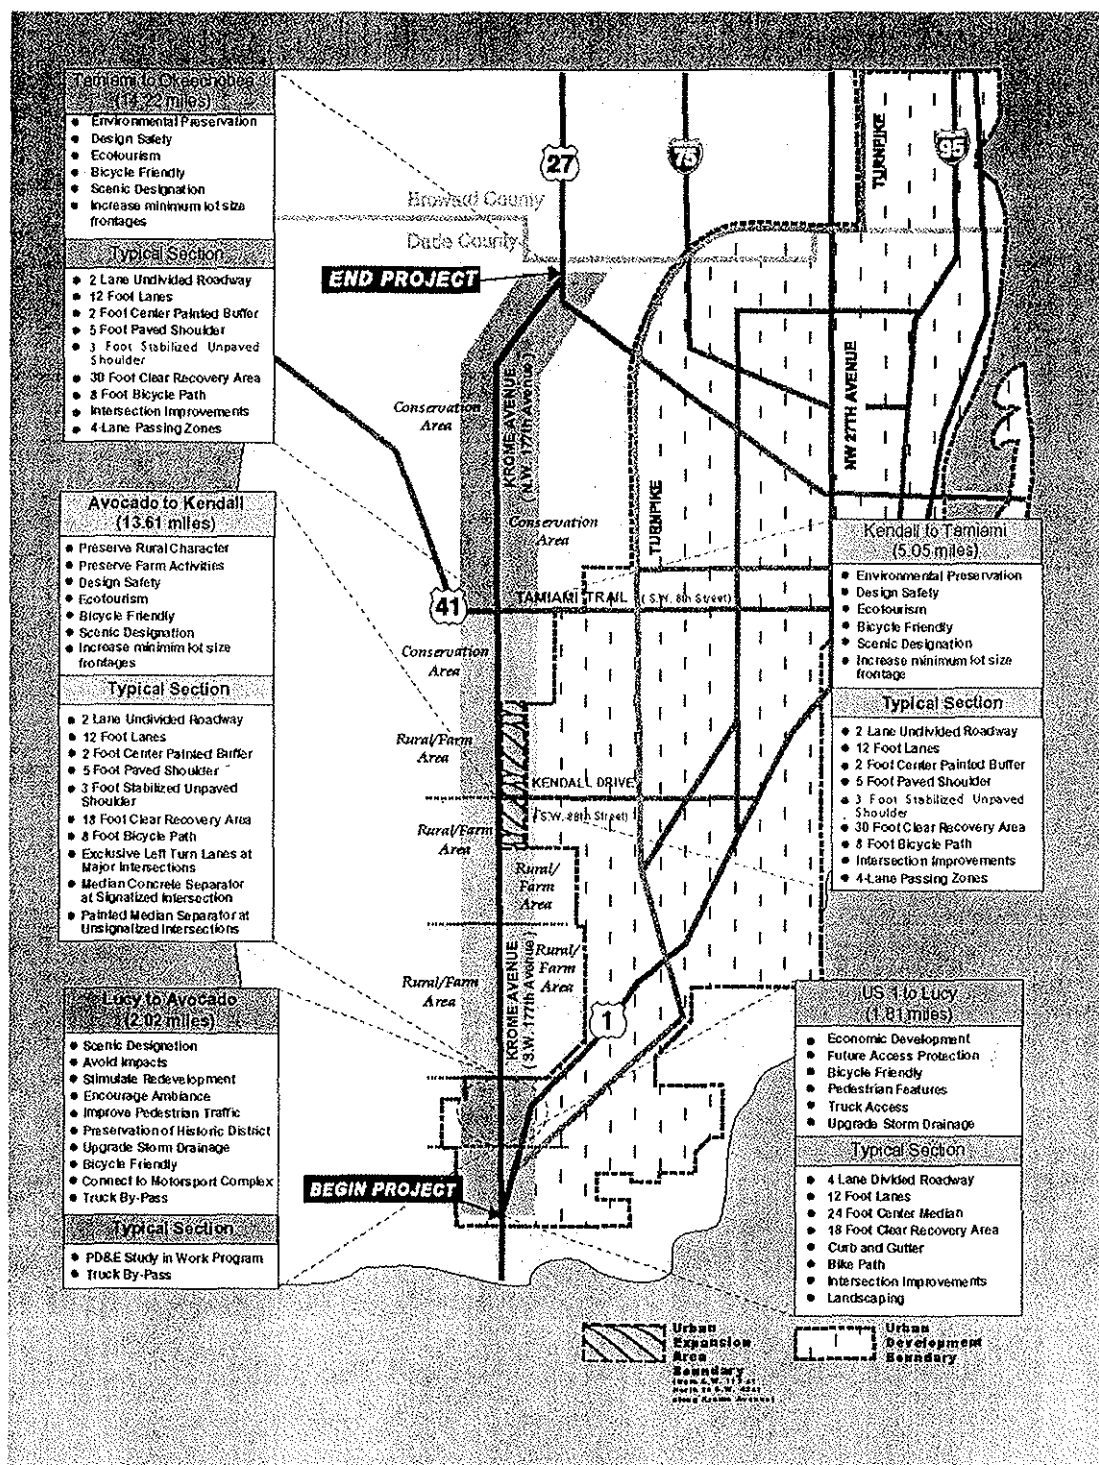 Tamiami to Okeechobee
(14.22 miles)
● Environmental Preservation
● Design Safety
● Ecotourism
● Bicycle Friendly
● Scenic Designation
● Increase minimum lot size
frontages
Typical Section
● 2 Lane Undivided Roadway
● 12 Foot Lanes
● 2 Foot Center Painted Buffer
● 5 Foot Paved Shoulder
● 3 Foot Stabilized Unpaved
Shoulder
● 30 Foot Clear Recovery Area
● 8 Foot Bicycle Path
● Intersection Improvements
● 4-Lane Passing Zones
Avocado to Kendall
(13.61 miles)
● Preserve Rural Character
● Preserve Farm Activities
● Design Safety
● Ecotourism
● Bicycle Friendly
● Scenic Designation
● Increase minimim lot size
frontages
Typical Section
● 2 Lane Undivided Roadway
● 12 Foot Lanes
● 2 Foot Center Painted Buffer
● 5 Foot Paved Shoulder
● 3 Foot Stabilized Unpaved
Shoulder
● 18 Foot Clear Recovery Area
● 8 Foot Bicycle Path
● Exclusive Left Turn Lanes at
Major Intersections
● Median Concrete Separator
at Signalized Intersection
● Painted Median Separator at
Unsignalized Intersections
Lucy to Avocado
(2.02 miles)
● Scenic Designation
● Avoid Impacts
● Stimulate Redevelopment
● Encourage Ambiance
● Improve Pedestrian Traffic
● Preservation of Historic District
● Upgrade Storm Drainage
● Bicycle Friendly
● Connect to Motorsport Complex
● Truck By-Pass
Typical Section
● PD&E Study in Work Program
● Truck By-Pass
27
75
TURNPIKE
95
Broward County
Dade County
END PROJECT
KROME AVENUE
(N.W. 177th Avenue)
Conservation
Area
NW 27TH AVENUE
TURNPIKE
Conservation
Area
41
TAMIAMI TRAIL (S.W. 8th Street)
Conservation
Area
Rural/Farm
Area
KENDALL DRIVE
(S.W. 88th Street)
Rural/Farm
Area
Rural/
Farm
Area
KROME AVENUE
(S.W. 177th Avenue)
Rural/
Farm
Area
Rural/Farm
Area
1
BEGIN PROJECT
Kendall to Tamiami
(5.05 miles)
● Environmental Preservation
● Design Safety
● Ecotourism
● Bicycle Friendly
● Scenic Designation
● Increase minimum lot size
frontage
Typical Section
● 2 Lane Undivided Roadway
● 12 Foot Lanes
● 2 Foot Center Painted Buffer
● 5 Foot Paved Shoulder
● 3 Foot Stabilized Unpaved
Shoulder
● 30 Foot Clear Recovery Area
● 8 Foot Bicycle Path
● Intersection Improvements
● 4-Lane Passing Zones
US 1 to Lucy
(1.81 miles)
● Economic Development
● Future Access Protection
● Bicycle Friendly
● Pedestrian Features
● Truck Access
● Upgrade Storm Drainage
Typical Section
● 4 Lane Divided Roadway
● 12 Foot Lanes
● 24 Foot Center Median
● 18 Foot Clear Recovery Area
● Curb and Gutter
● Bike Path
● Intersection Improvements
● Landscaping
Urban
Expansion
Area
Boundary
along Krome Avenue)
Urban
Development
Boundary